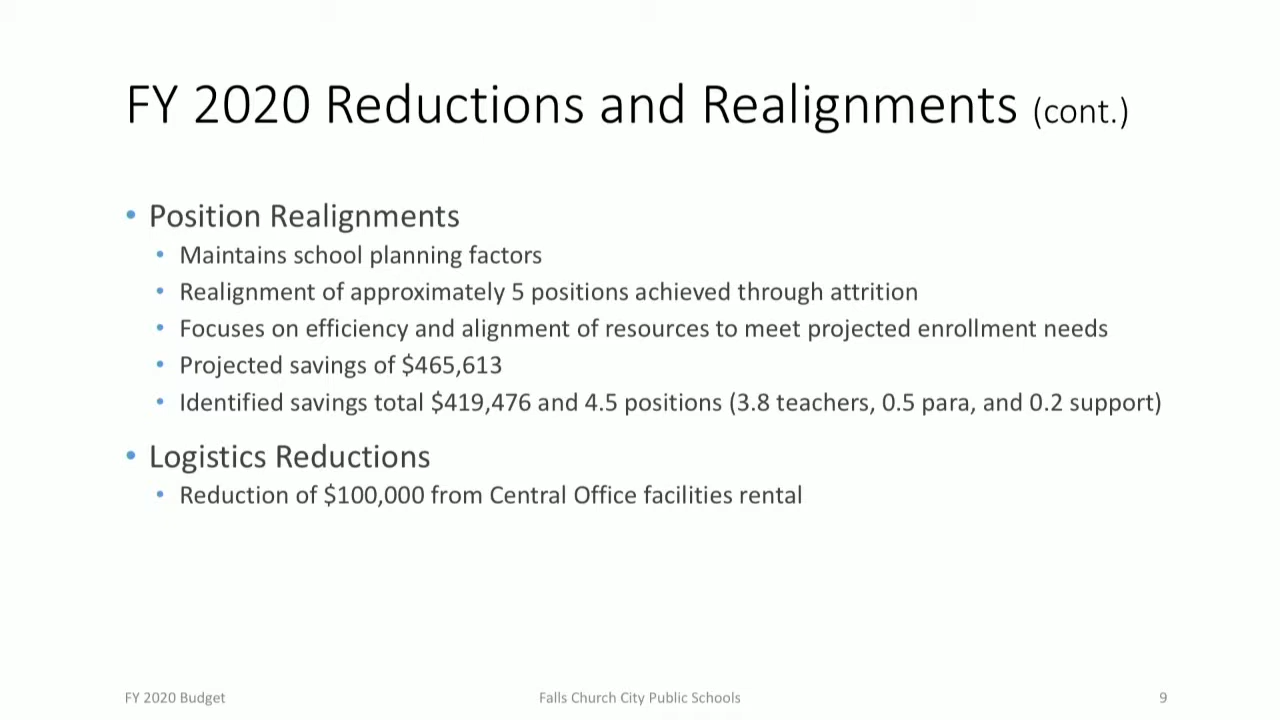 FY 2020 Reductions and Realignments (cont.)
• Position Realignments
• Maintains school planning factors
• Realignment of approximately 5 positions achieved through attrition
• Focuses on efficiency and alignment of resources to meet projected enrollment needs
• Projected savings of $465,613
• Identified savings total $419,476 and 4.5 positions (3.8 teachers, 0.5 para, and 0.2 support)
• Logistics Reductions
• Reduction of $100,000 from Central Office facilities rental
FY 2020 Budget
Falls Church City Public Schools
9